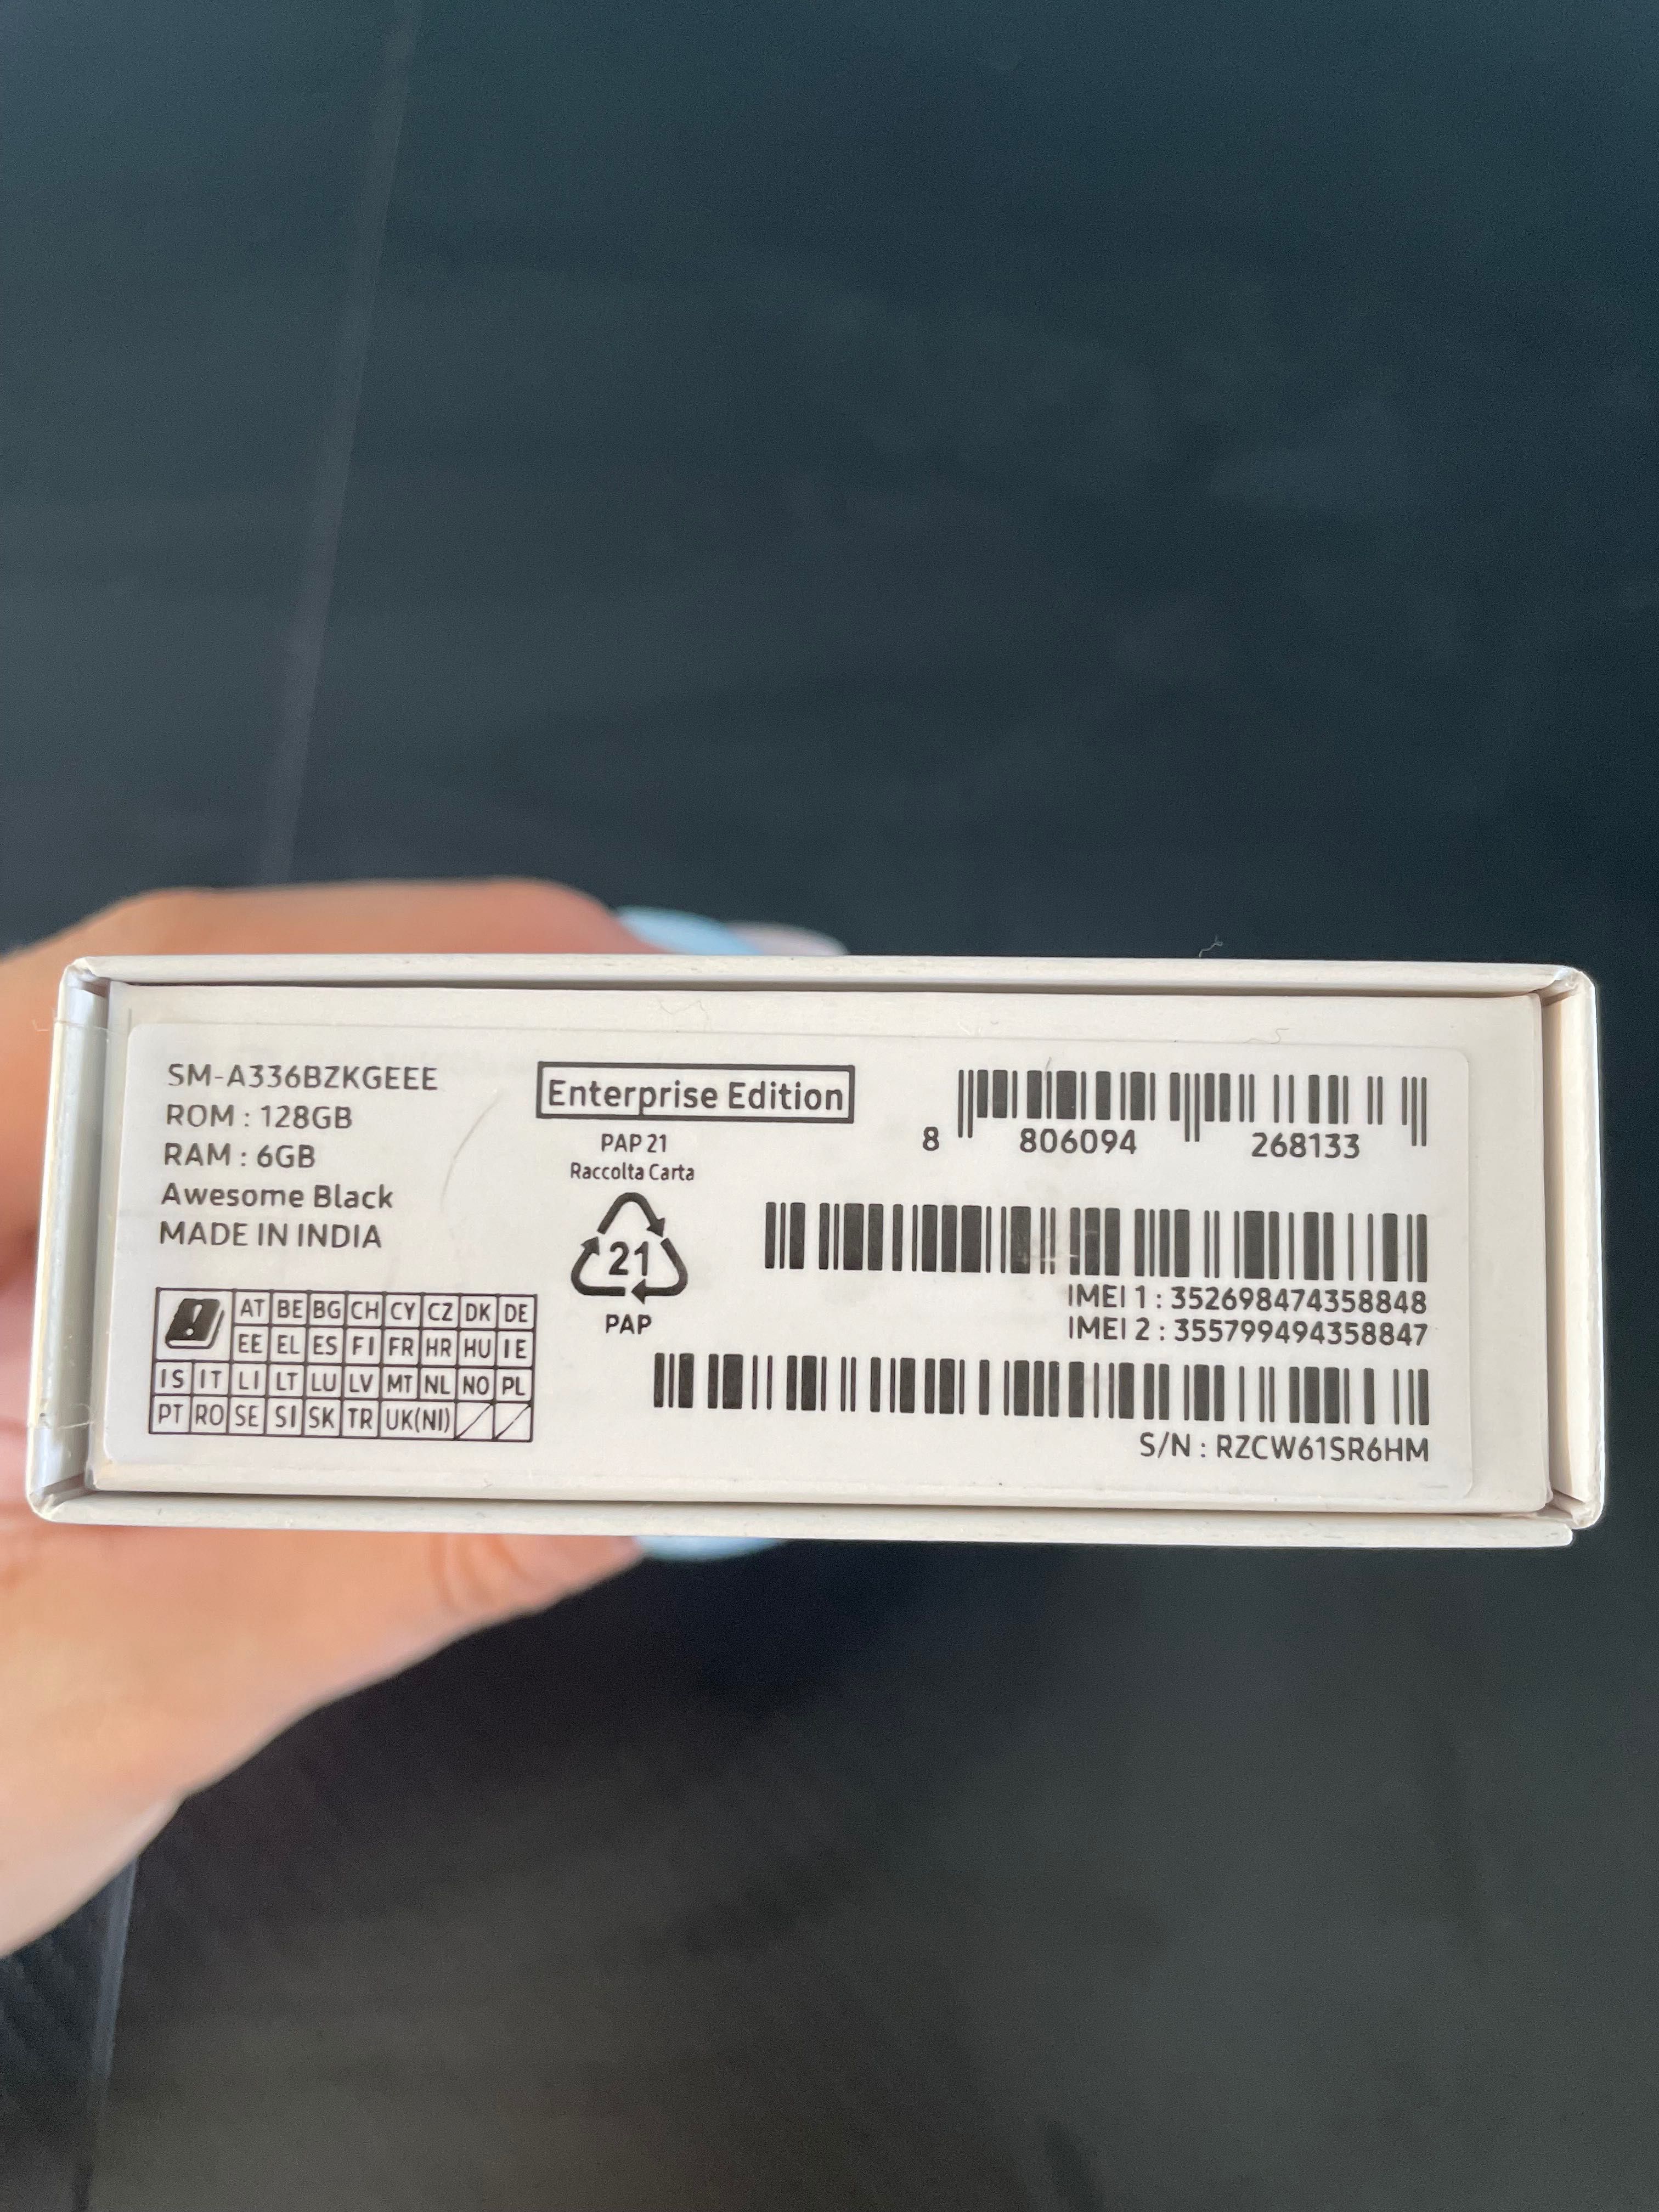 SM-A336BZKGEEE
ROM : 128GB
RAM : 6GB
Awesome Black
MADE IN INDIA
AT BE BG CH CY CZ DK DE
EE EL ES FI FR HR HU IE
IS IT LI LT LU LV MT NL NO PL
PT RO SE SI SK TR UK(NI)
Enterprise Edition
PAP 21
Raccolta Carta
21
PAP
8 806094 268133
IMEI 1 : 352698474358848
IMEI 2 : 355799494358847
S/N : RZCW61SR6HM